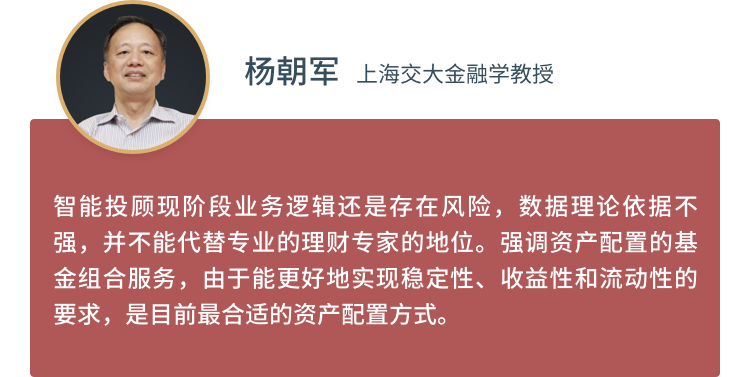 杨朝军 上海交大金融学教授
智能投顾现阶段业务逻辑还是存在风险，数据理论依据不
强，并不能代替专业的理财专家的地位。强调资产配置的基
金组合服务，由于能更好地实现稳定性、收益性和流动性的
要求，是目前最合适的资产配置方式。